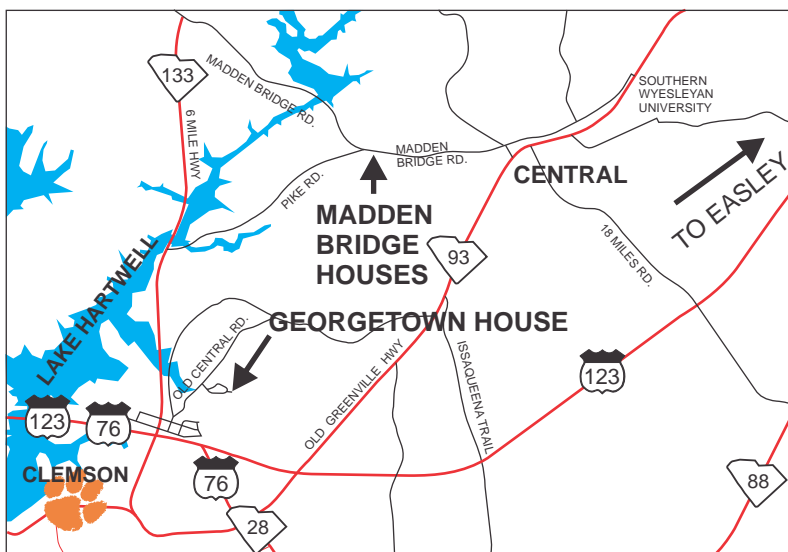 133
MADDEN BRIDGE RD.
6 MILE HWY
SOUTHERN
WYESLEYAN
UNIVERSITY
MADDEN
BRIDGE RD.
PIKE RD.
CENTRAL
TO EASLEY
MADDEN
BRIDGE
HOUSES
93
18 MILES RD.
LAKE HARTWELL
GEORGETOWN HOUSE
OLD CENTRAL RD.
OLD GREENVILLE HWY
ISSAQUEENA TRAIL
123
123
76
CLEMSON
76
28
88